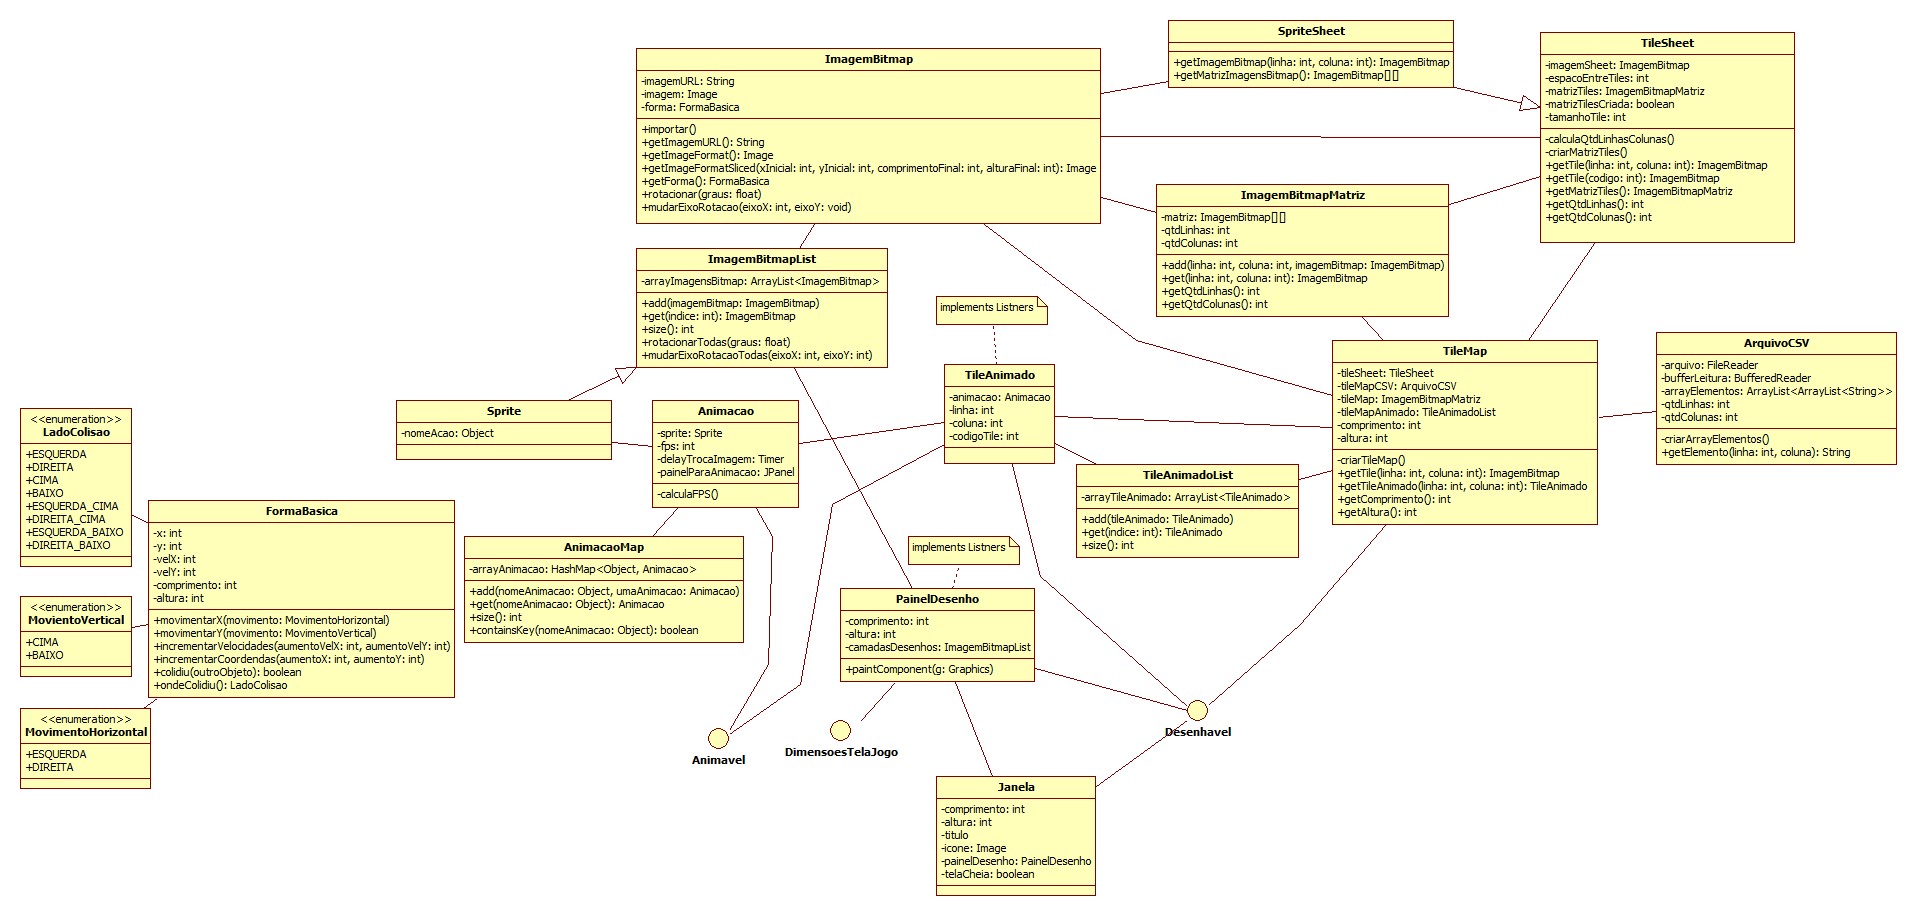 SpriteSheet
+getImagemBitmap(linha: int, coluna: int): ImagemBitmap
+getMatrizImagensBitmap(): ImagemBitmap[][]
TileSheet
-imagemSheet: ImagemBitmap
-espacoEntreTiles: int
-matrizTiles: ImagemBitmapMatriz
-matrizTilesCriada: boolean
-tamanhoTile: int
-calculaQtdLinhasColunas()
-criarMatrizTiles()
+getTile(linha: int, coluna: int): ImagemBitmap
+getTile(codigo: int): ImagemBitmap
+getMatrizTiles(): ImagemBitmapMatriz
+getQtdLinhas(): int
+getQtdColunas(): int
ImagemBitmap
-imagemURL: String
-imagem: Image
-forma: FormaBasica
+importar()
+getImagemURL(): String
+getImageFormat(): Image
+getImageFormatSliced(xInicial: int, yInicial: int, comprimentoFinal: int, alturaFinal: int): Image
+getForma(): FormaBasica
+rotacionar(graus: float)
+mudarEixoRotacao(eixoX: int, eixoY: void)
ImagemBitmapMatriz
-matriz: ImagemBitmap[][]
-qtdLinhas: int
-qtdColunas: int
+add(linha: int, coluna: int, imagemBitmap: ImagemBitmap)
+get(linha: int, coluna: int): ImagemBitmap
+getQtdLinhas(): int
+getQtdColunas(): int
ImagemBitmapList
-arrayImagensBitmap: ArrayList<ImagemBitmap>
+add(imagemBitmap: ImagemBitmap)
+get(indice: int): ImagemBitmap
+size(): int
+rotacionarTodas(graus: float)
+mudarEixoRotacaoTodas(eixoX: int, eixoY: int)
implements Listners
TileAnimado
-animacao: Animacao
-linha: int
-coluna: int
-codigoTile: int
TileMap
-tileSheet: TileSheet
-tileMapCSV: ArquivoCSV
-tileMap: ImagemBitmapMatriz
-tileMapAnimado: TileAnimadoList
-comprimento: int
-altura: int
-criarTileMap()
+getTile(linha: int, coluna: int): ImagemBitmap
+getTileAnimado(linha: int, coluna: int): TileAnimado
+getComprimento(): int
+getAltura(): int
ArquivoCSV
-arquivo: FileReader
-bufferLeitura: BufferedReader
-arrayElementos: ArrayList<ArrayList<String>>
-qtdLinhas: int
-qtdColunas: int
-criarArrayElementos()
+getElemento(linha: int, coluna): String
Sprite
-nomeAcao: Object
Animacao
-sprite: Sprite
-fps: int
-delayTrocaImagem: Timer
-painelParaAnimacao: JPanel
-calculaFPS()
TileAnimadoList
-arrayTileAnimado: ArrayList<TileAnimado>
+add(tileAnimado: TileAnimado)
+get(indice: int): TileAnimado
+size(): int
<<enumeration>>
LadoColisao
+ESQUERDA
+DIREITA
+CIMA
+BAIXO
+ESQUERDA_CIMA
+DIREITA_CIMA
+ESQUERDA_BAIXO
+DIREITA_BAIXO
FormaBasica
-x: int
-y: int
-velX: int
-velY: int
-comprimento: int
-altura: int
+movimentarX(movimento: MovimentoHorizontal)
+movimentarY(movimento: MovimentoVertical)
+incrementarVelocidades(aumentoVelX: int, aumentoVelY: int)
+incrementarCoordendas(aumentoX: int, aumentoY: int)
+colidiu(outroObjeto): boolean
+ondeColidiu(): LadoColisao
AnimacaoMap
-arrayAnimacao: HashMap<Object, Animacao>
+add(nomeAnimacao: Object, umaAnimacao: Animacao)
+get(nomeAnimacao: Object): Animacao
+size(): int
+containsKey(nomeAnimacao: Object): boolean
implements Listners
PainelDesenho
-comprimento: int
-altura: int
-camadasDesenhos: ImagemBitmapList
+paintComponent(g: Graphics)
<<enumeration>>
MovientoVertical
+CIMA
+BAIXO
<<enumeration>>
MovimentoHorizontal
+ESQUERDA
+DIREITA
Animavel
DimensoesTelaJogo
Desenhavel
Janela
-comprimento: int
-altura: int
-titulo
-icone: Image
-painelDesenho: PainelDesenho
-telaCheia: boolean